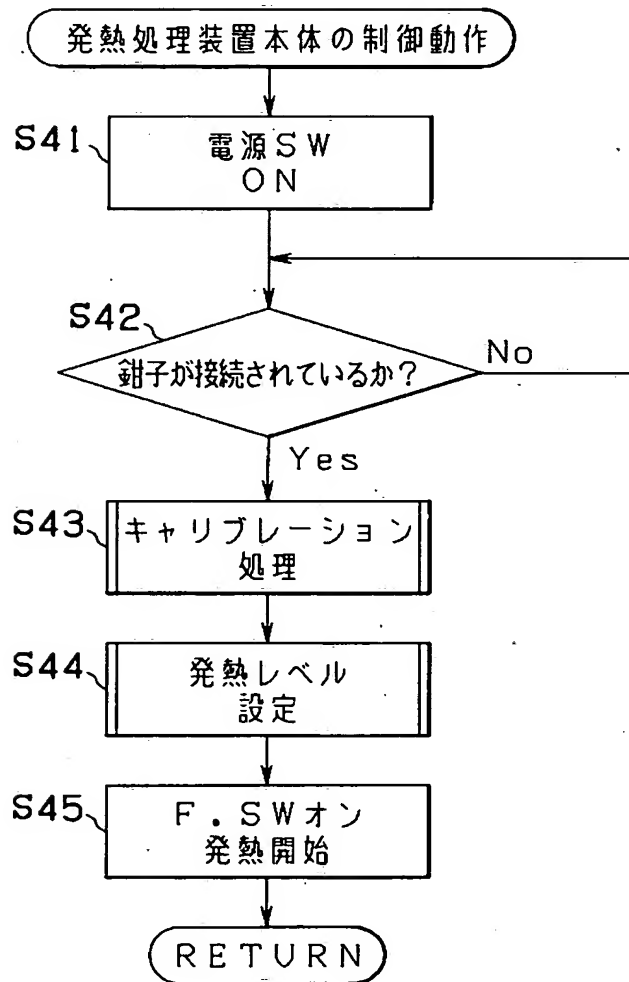 発熱処理装置本体の制御動作
S41
電源SW
ON
S42
鉗子が接続されているか?
No
Yes
S43
キャリブレーション
処理
S44
発熱レベル
設定
S45
F.SWオン
発熱開始
RETURN